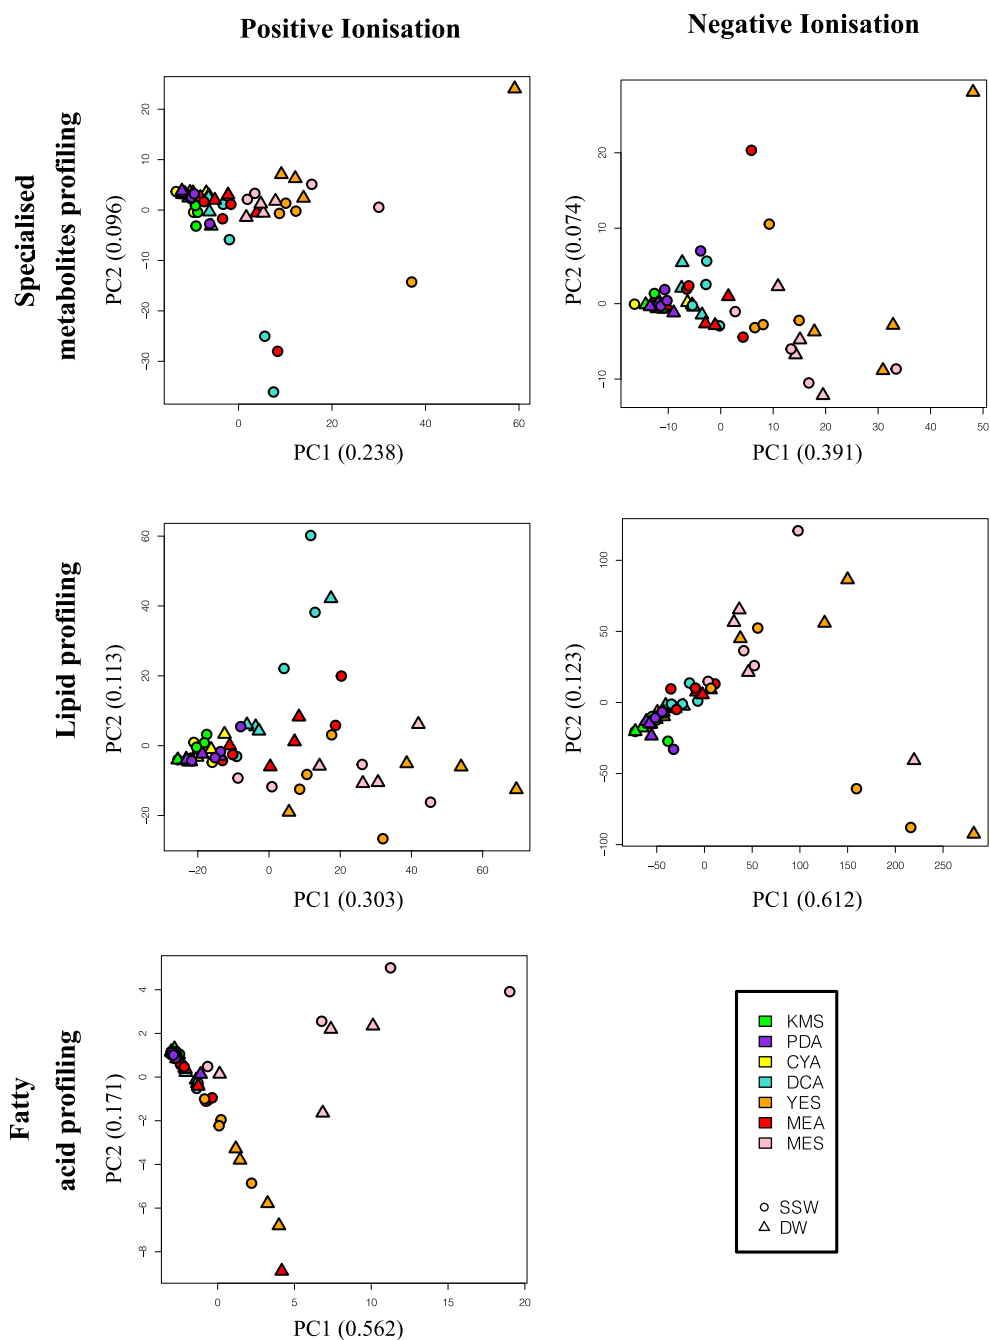 Positive Ionisation
Negative Ionisation
Specialised
metabolites profiling
PC2 (0.096)
20
10
0
−10
−20
−30
0
20
40
60
PC1 (0.238)
PC2 (0.074)
20
10
0
−10
−10
0
10
20
30
40
50
PC1 (0.391)
Lipid profiling
PC2 (0.113)
60
40
20
0
−20
−20
0
20
40
60
PC1 (0.303)
PC2 (0.123)
100
50
0
−50
−100
−50
0
50
100
150
200
250
PC1 (0.612)
Fatty
acid profiling
PC2 (0.171)
4
2
0
−2
−4
−6
−8
0
5
10
15
20
PC1 (0.562)
KMS
PDA
CYA
DCA
YES
MEA
MES
SSW
DW